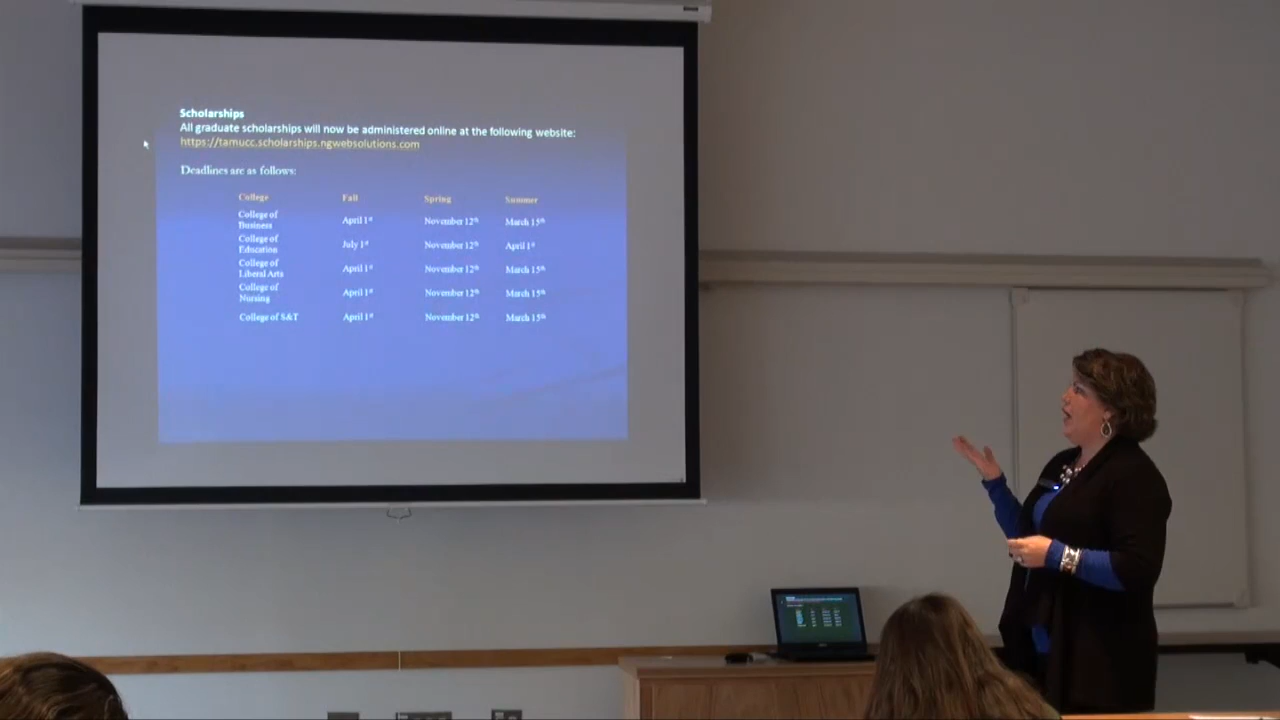 Scholarships
All graduate scholarships will now be administered online at the following website:
https://tamucc.scholarships.ngwebsolutions.com
Deadlines are as follows:
College Fall Spring Summer
College of Business April 1st November 12th March 15th
College of Education July 1st November 12th April 1st
College of Liberal Arts April 1st November 12th March 15th
College of Nursing April 1st November 12th March 15th
College of S&T April 1st November 12th March 15th